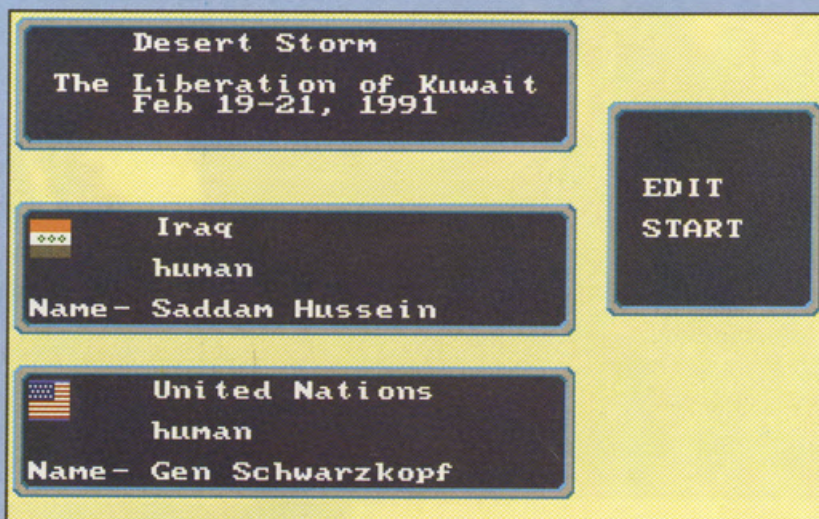 Desert Storm
The Liberation of Kuwait
Feb 19-21, 1991
EDIT
START
Iraq
human
Name- Saddam Hussein
United Nations
human
Name- Gen Schwarzkopf